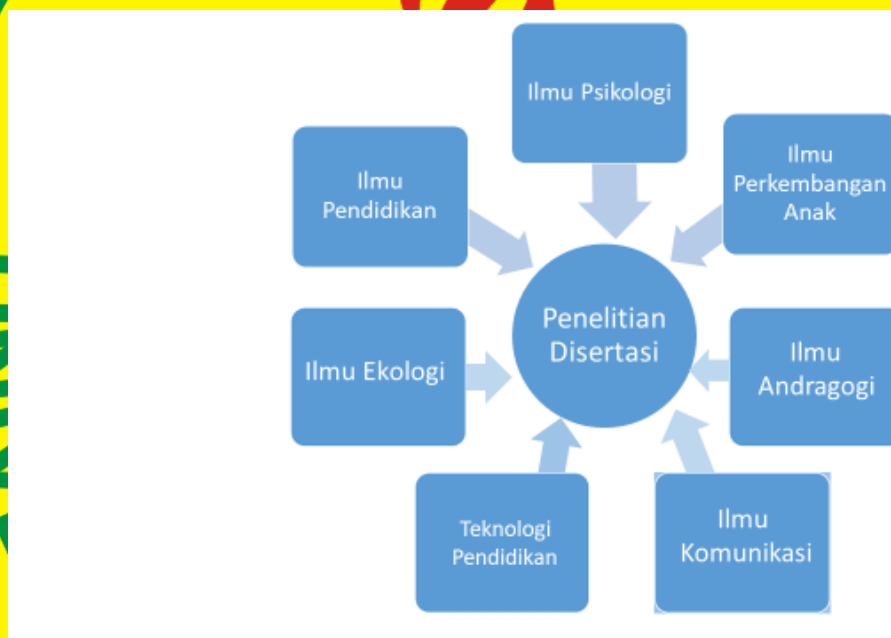 Ilmu Psikologi
Ilmu
Perkembangan
Anak
Ilmu
Pendidikan
Penelitian
Disertasi
Ilmu Ekologi
Ilmu
Andragogi
Teknologi
Pendidikan
Ilmu
Komunikasi